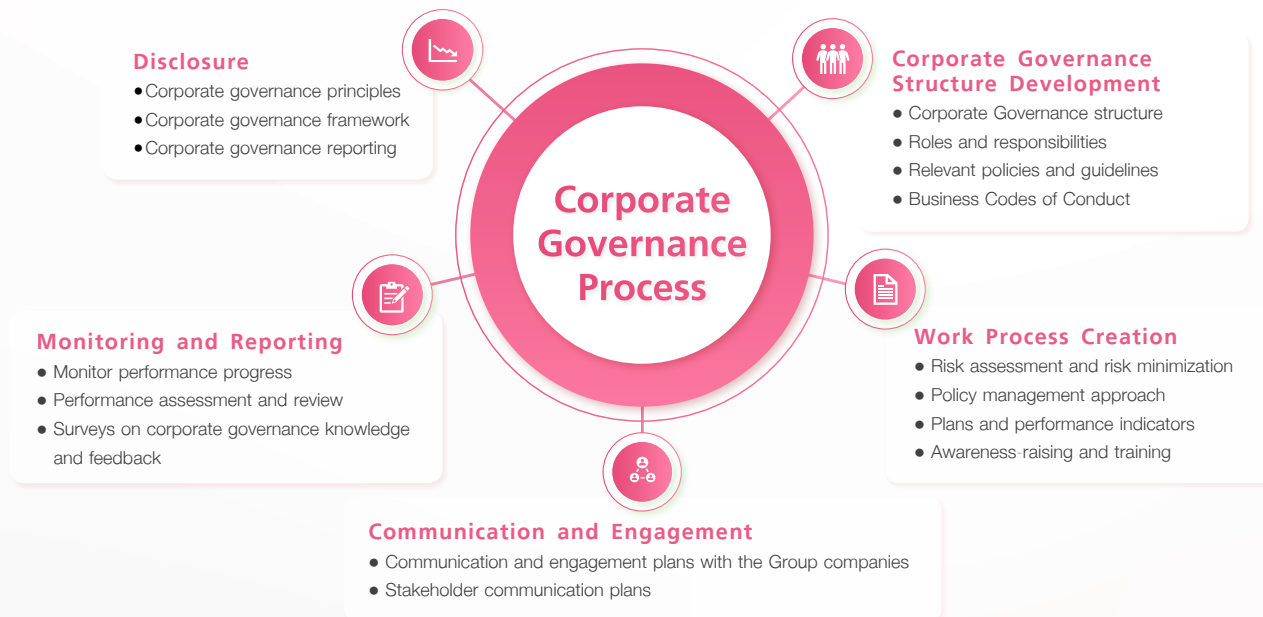 Corporate
Governance
Process
Disclosure
●Corporate governance principles
●Corporate governance framework
●Corporate governance reporting
Corporate Governance
Structure Development
● Corporate Governance structure
● Roles and responsibilities
● Relevant policies and guidelines
● Business Codes of Conduct
Work Process Creation
● Risk assessment and risk minimization
● Policy management approach
● Plans and performance indicators
● Awareness-raising and training
Communication and Engagement
● Communication and engagement plans with the Group companies
● Stakeholder communication plans
Monitoring and Reporting
● Monitor performance progress
● Performance assessment and review
● Surveys on corporate governance knowledge
and feedback